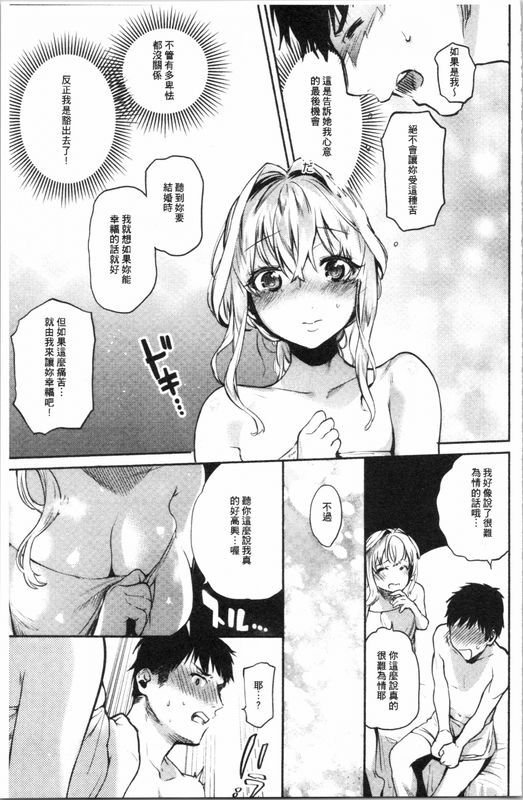 如果是我~
絕不會讓妳受這種苦
這是告訴她我心意
的最後機會
不管有多卑怯
都沒關係
反正我是豁出去了！
聽到妳要
結婚時
我就想如果妳能
幸福的話就好
但如果這麼痛苦…
就由我來讓妳幸福吧！
ドキ…
我好像說了很難
為情的話哦…
你這麼說真的
很難為情耶
不過
聽你這麼說我真
的好高興…喔
スル…
耶…？
パラ